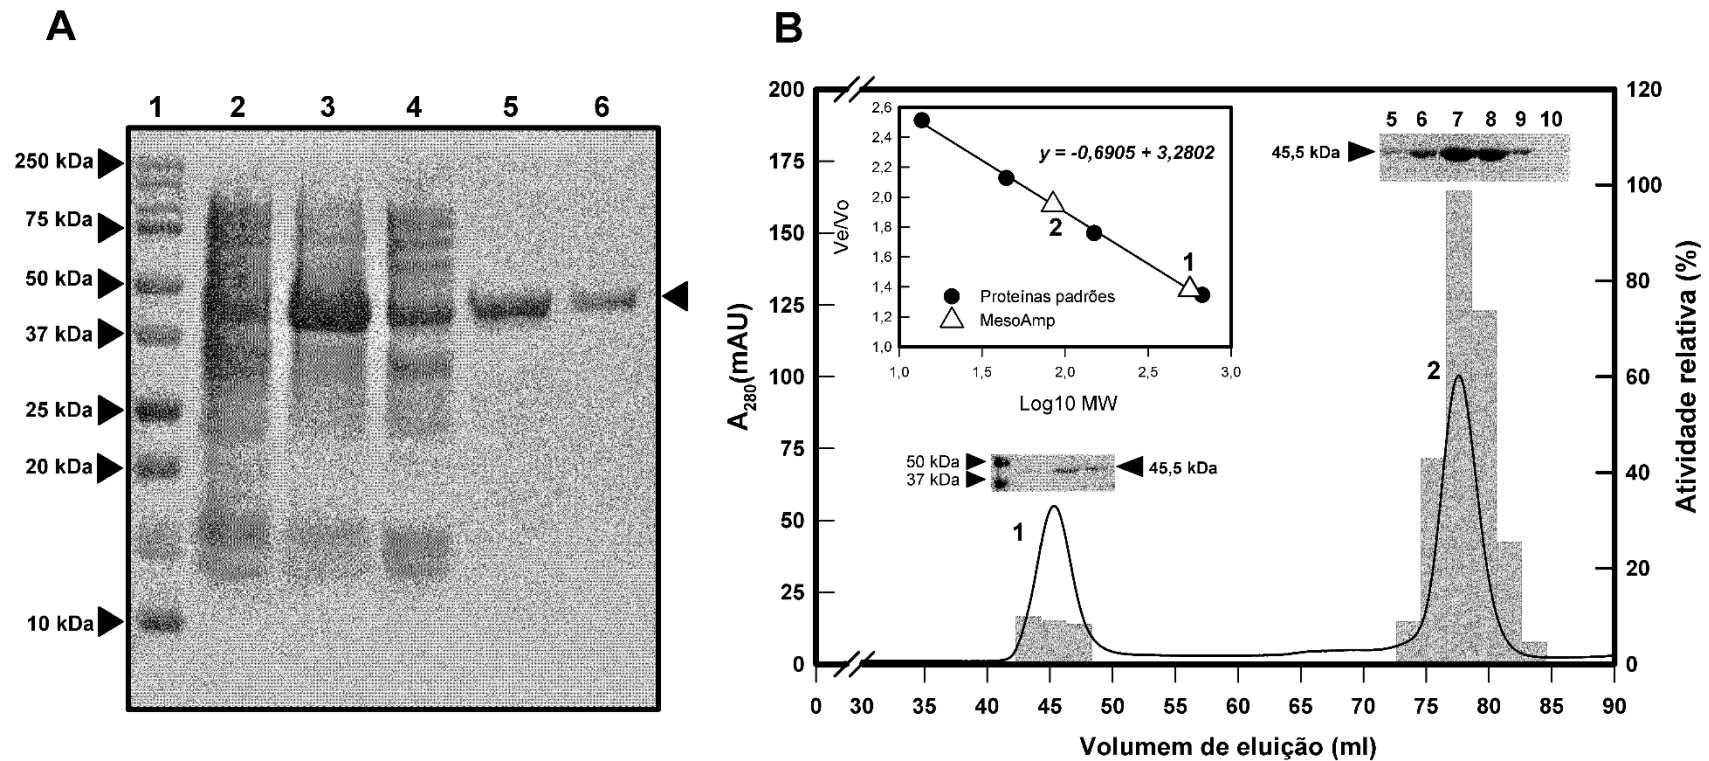 A
1 2 3 4 5 6
250 kDa
75 kDa
50 kDa
37 kDa
25 kDa
20 kDa
10 kDa
B
200
175
150
125
100
75
50
25
0
A280(mAU)
120
100
80
60
40
20
0
Atividade relativa (%)
0 30 35 40 45 50 55 60 65 70 75 80 85 90
Volumem de eluição (ml)
2,6
2,4
2,2
2,0
1,8
1,6
1,4
1,2
1,0
Ve/Vo
y = -0,6905 + 3,2802
2
1
Proteínas padrões
MesoAmp
1,0 1,5 2,0 2,5 3,0
Log10 MW
5 6 7 8 9 10
45,5 kDa
50 kDa
37 kDa
45,5 kDa
1
2